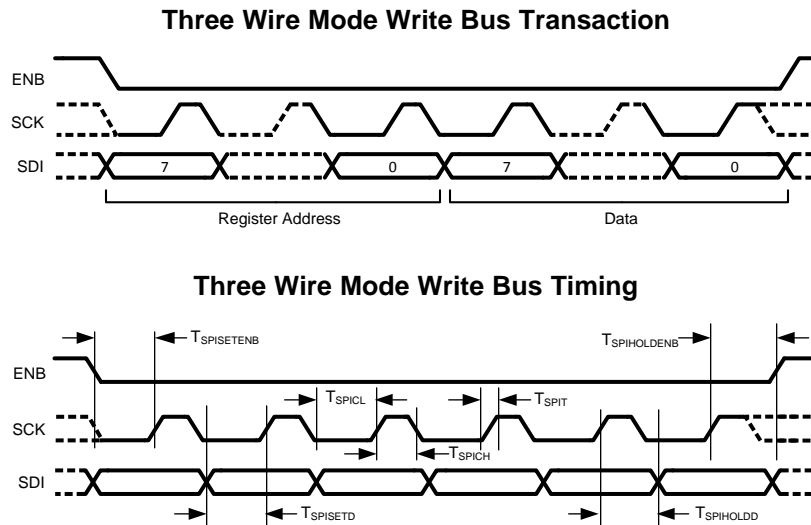 Three Wire Mode Write Bus Transaction
ENB
SCK
SDI
7 0 7 0
Register Address Data
Three Wire Mode Write Bus Timing
TSPISETENB TSPIHOLDENB
ENB
TSPICL TSPIT
SCK
TSPICH
SDI
TSPISETD TSPIHOLDD